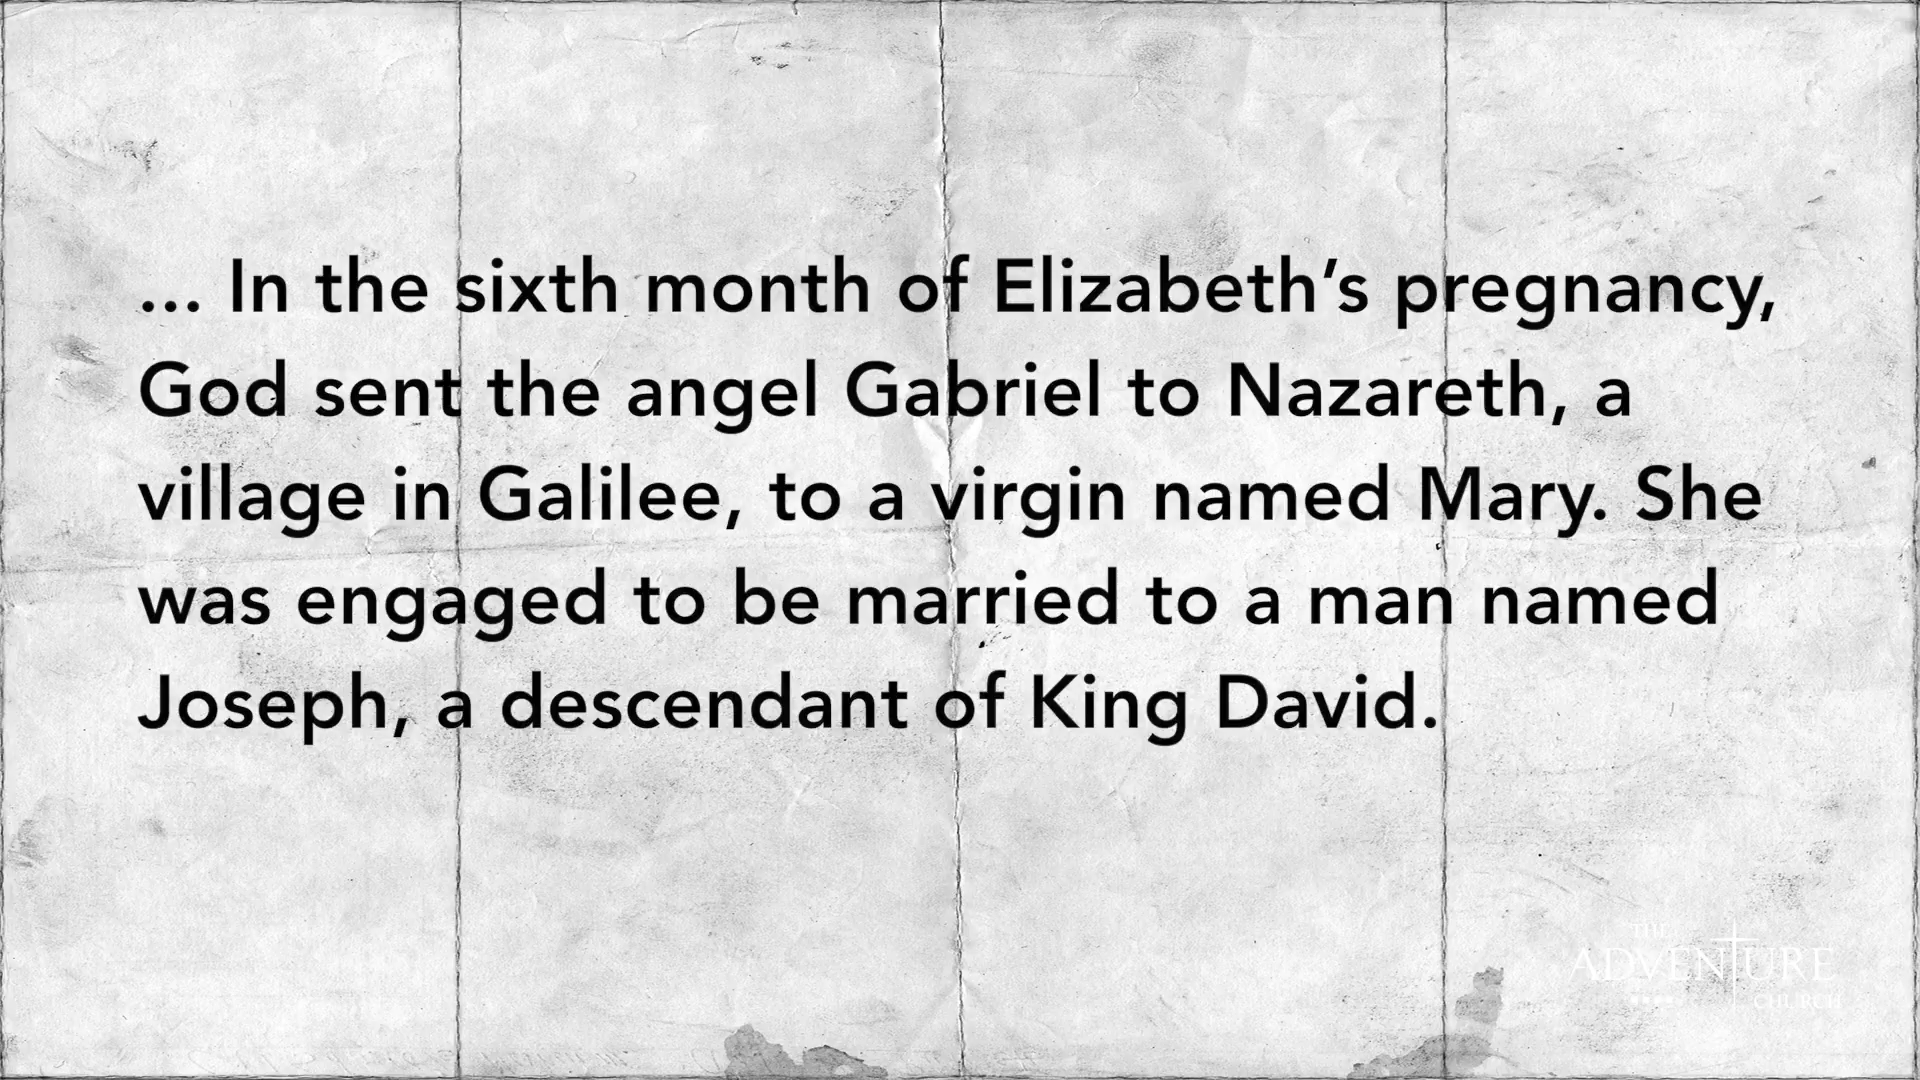 ... In the sixth month of Elizabeth’s pregnancy,
God sent the angel Gabriel to Nazareth, a
village in Galilee, to a virgin named Mary. She
was engaged to be married to a man named
Joseph, a descendant of King David.
THE
ADVENTURE
CHURCH